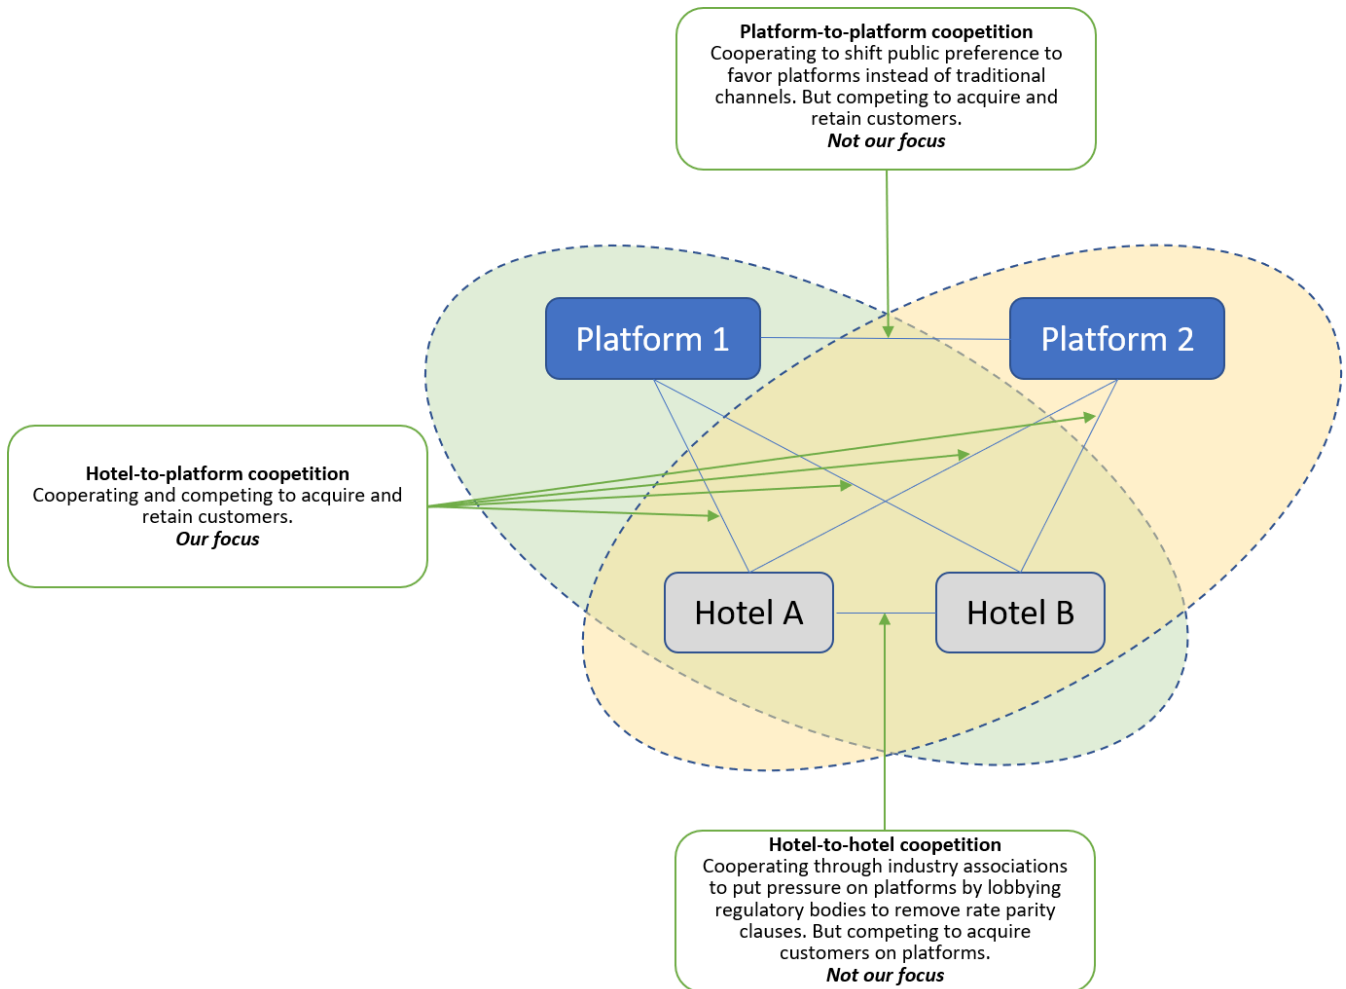 Platform-to-platform coopetition
Cooperating to shift public preference to
favor platforms instead of traditional
channels. But competing to acquire and
retain customers.
Not our focus
Platform 1
Platform 2
Hotel-to-platform coopetition
Cooperating and competing to acquire and
retain customers.
Our focus
Hotel A
Hotel B
Hotel-to-hotel coopetition
Cooperating through industry associations
to put pressure on platforms by lobbying
regulatory bodies to remove rate parity
clauses. But competing to acquire
customers on platforms.
Not our focus